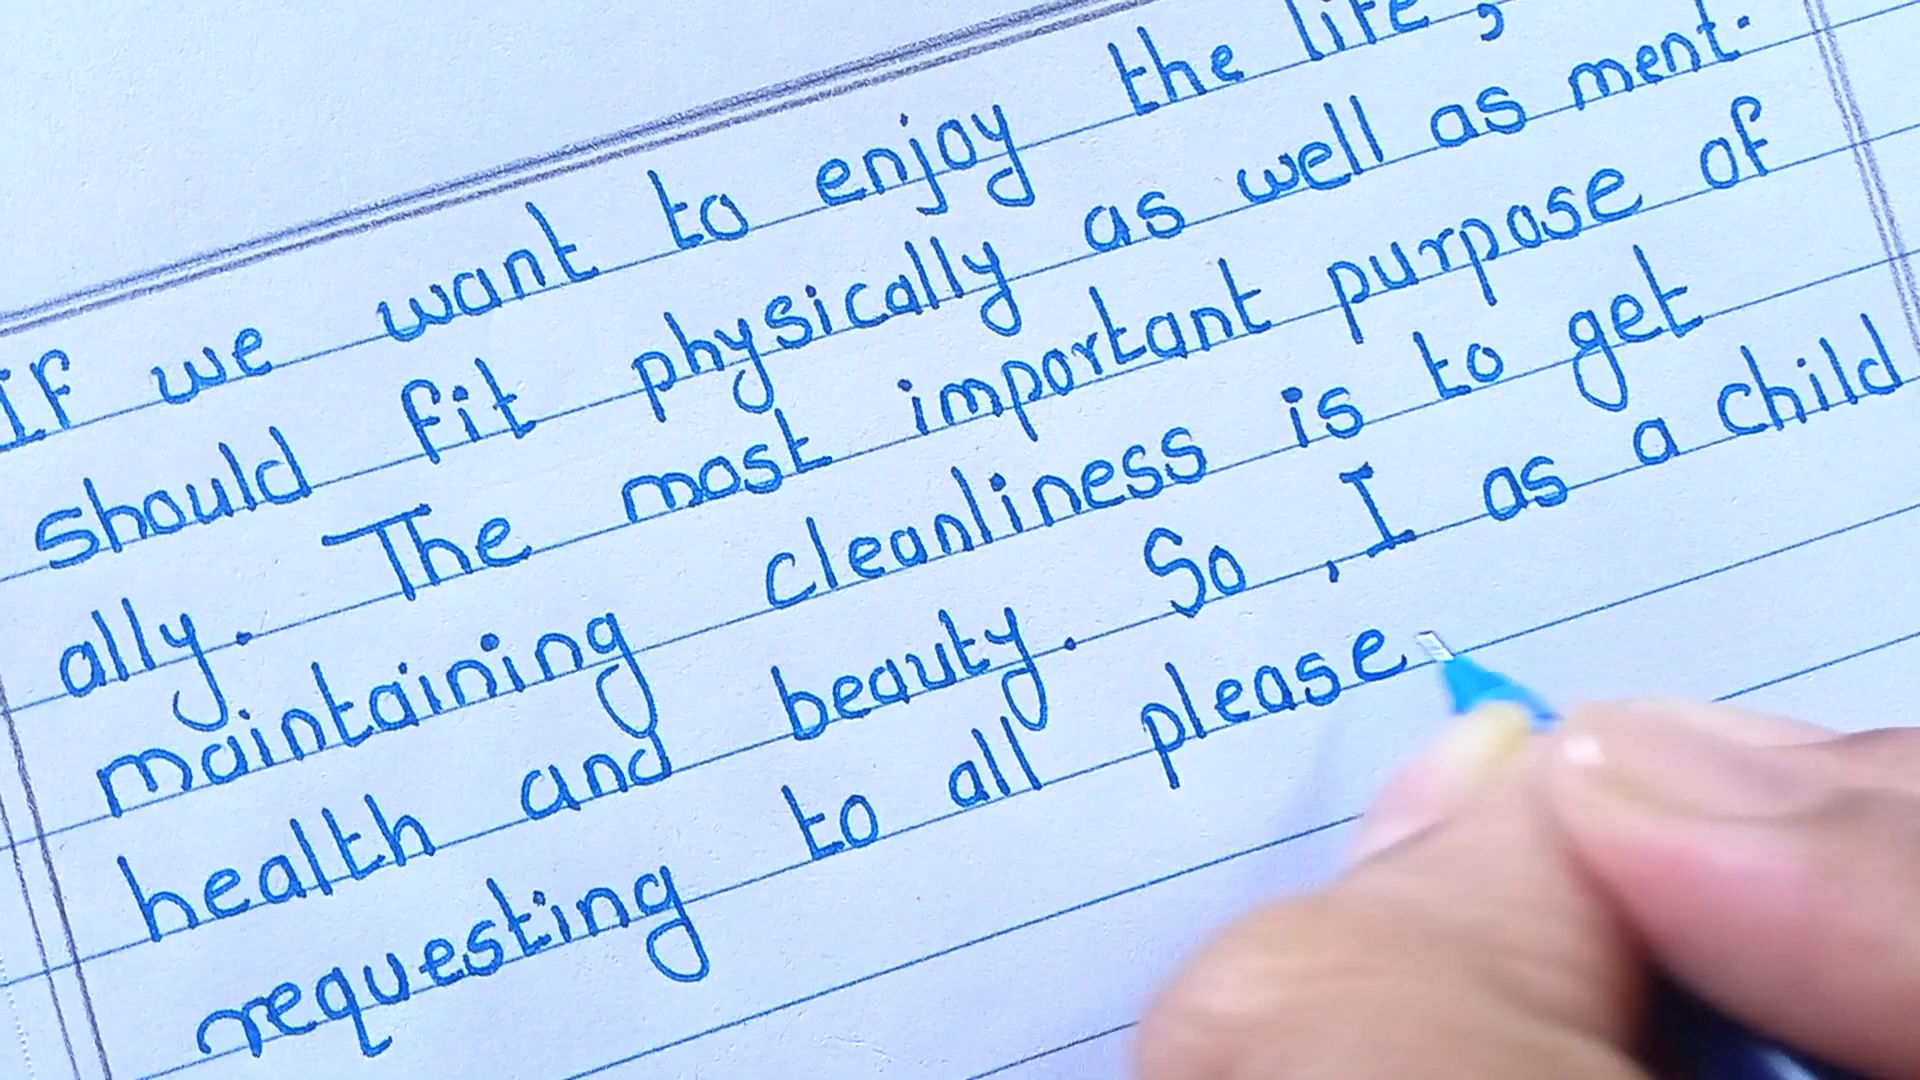 If we want to enjoy the life,
should fit physically as well as ment.
ally. The most important purpose of
maintaining cleanliness is to get
health and beauty. So , I as a child
requesting to all please